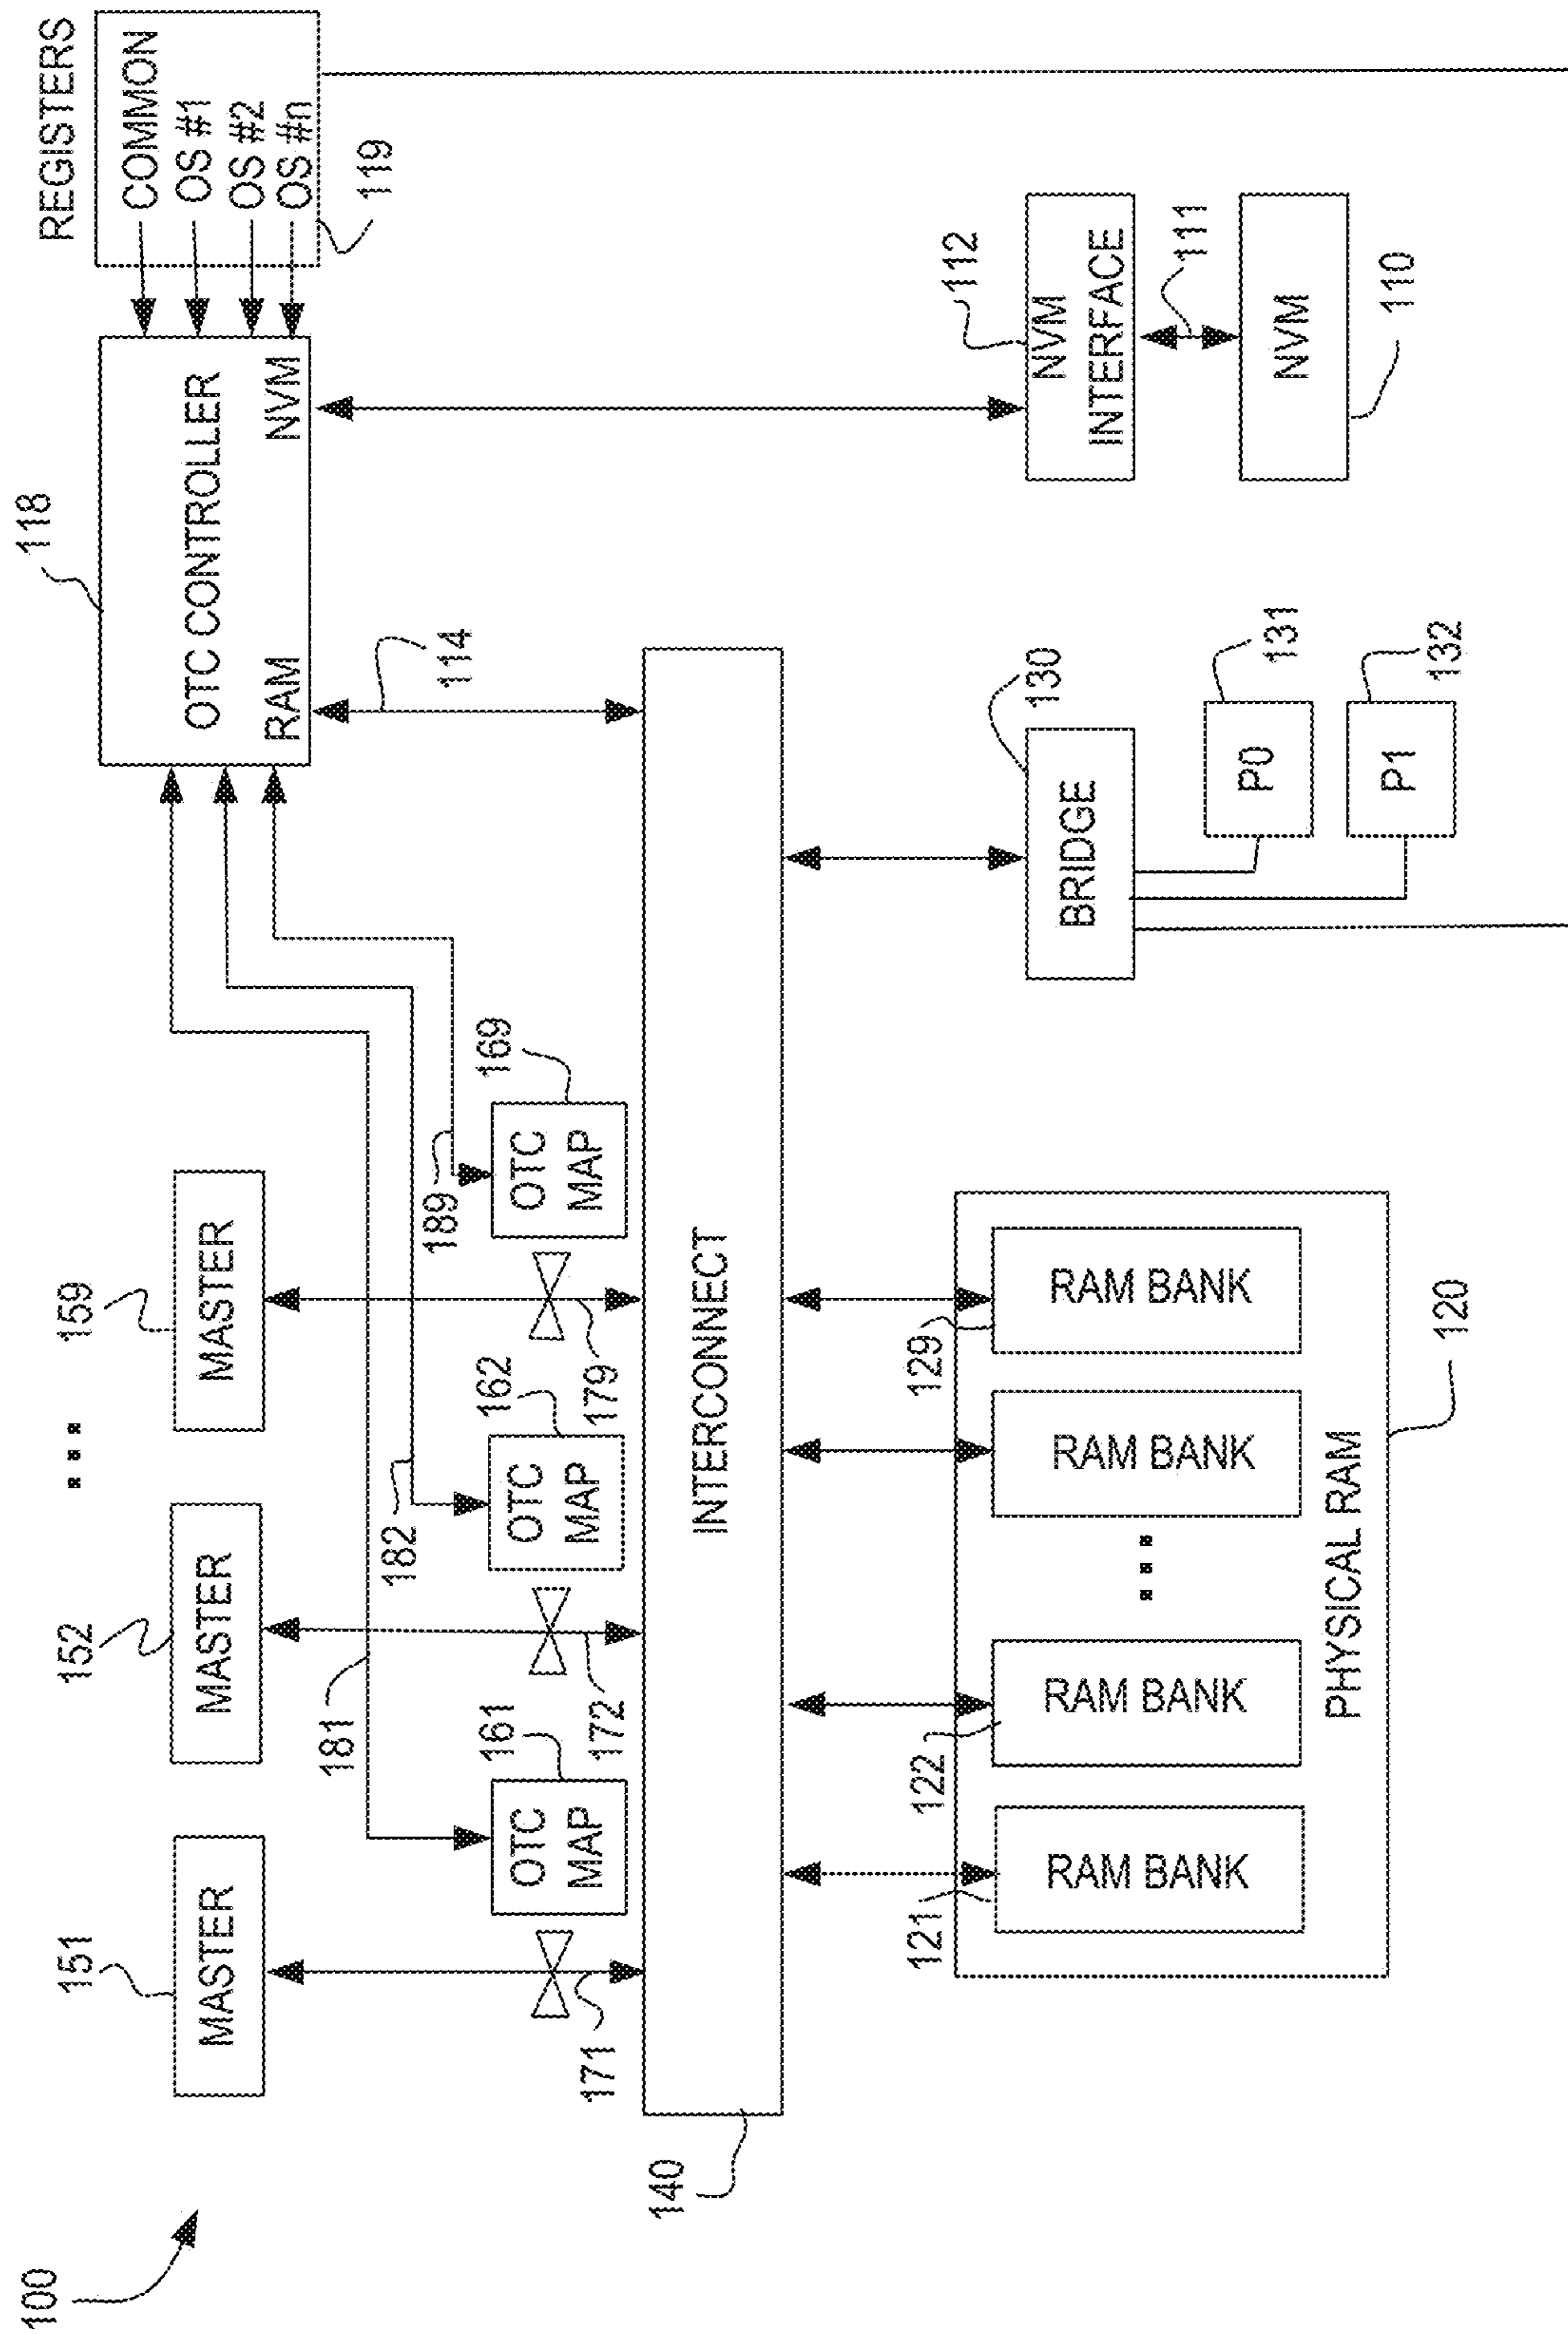 100
151
MASTER
152
MASTER
...
159
MASTER
118
OTC CONTROLLER
RAM
NVM
REGISTERS
COMMON
OS #1
OS #2
OS #n
119
181
182
189
114
171
161
OTC
MAP
172
162
OTC
MAP
179
169
OTC
MAP
140
INTERCONNECT
121
RAM BANK
122
RAM BANK
...
RAM BANK
129
RAM BANK
PHYSICAL RAM
120
130
BRIDGE
P0
131
P1
132
112
NVM
INTERFACE
111
NVM
110